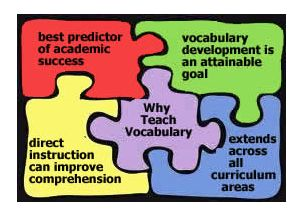 best predictor
of academic
success
vocabulary
development is
an attainable
goal
Why
Teach
Vocabulary
direct
instruction
can improve
comprehension
extends
across
all
curriculum
areas